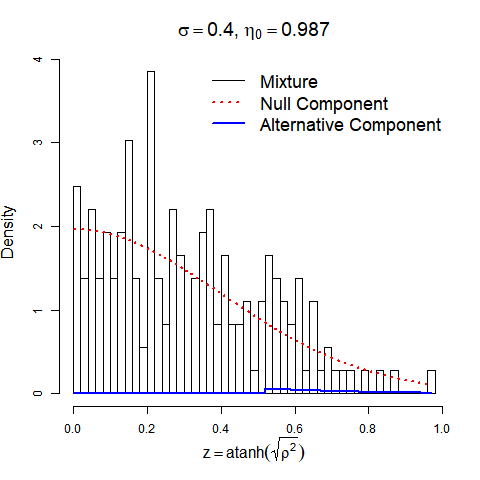 σ = 0.4, η₀ = 0.987
Mixture
Null Component
Alternative Component
Density
4
3
2
1
0
0.0 0.2 0.4 0.6 0.8 1.0
z = atanh(√ρ²)